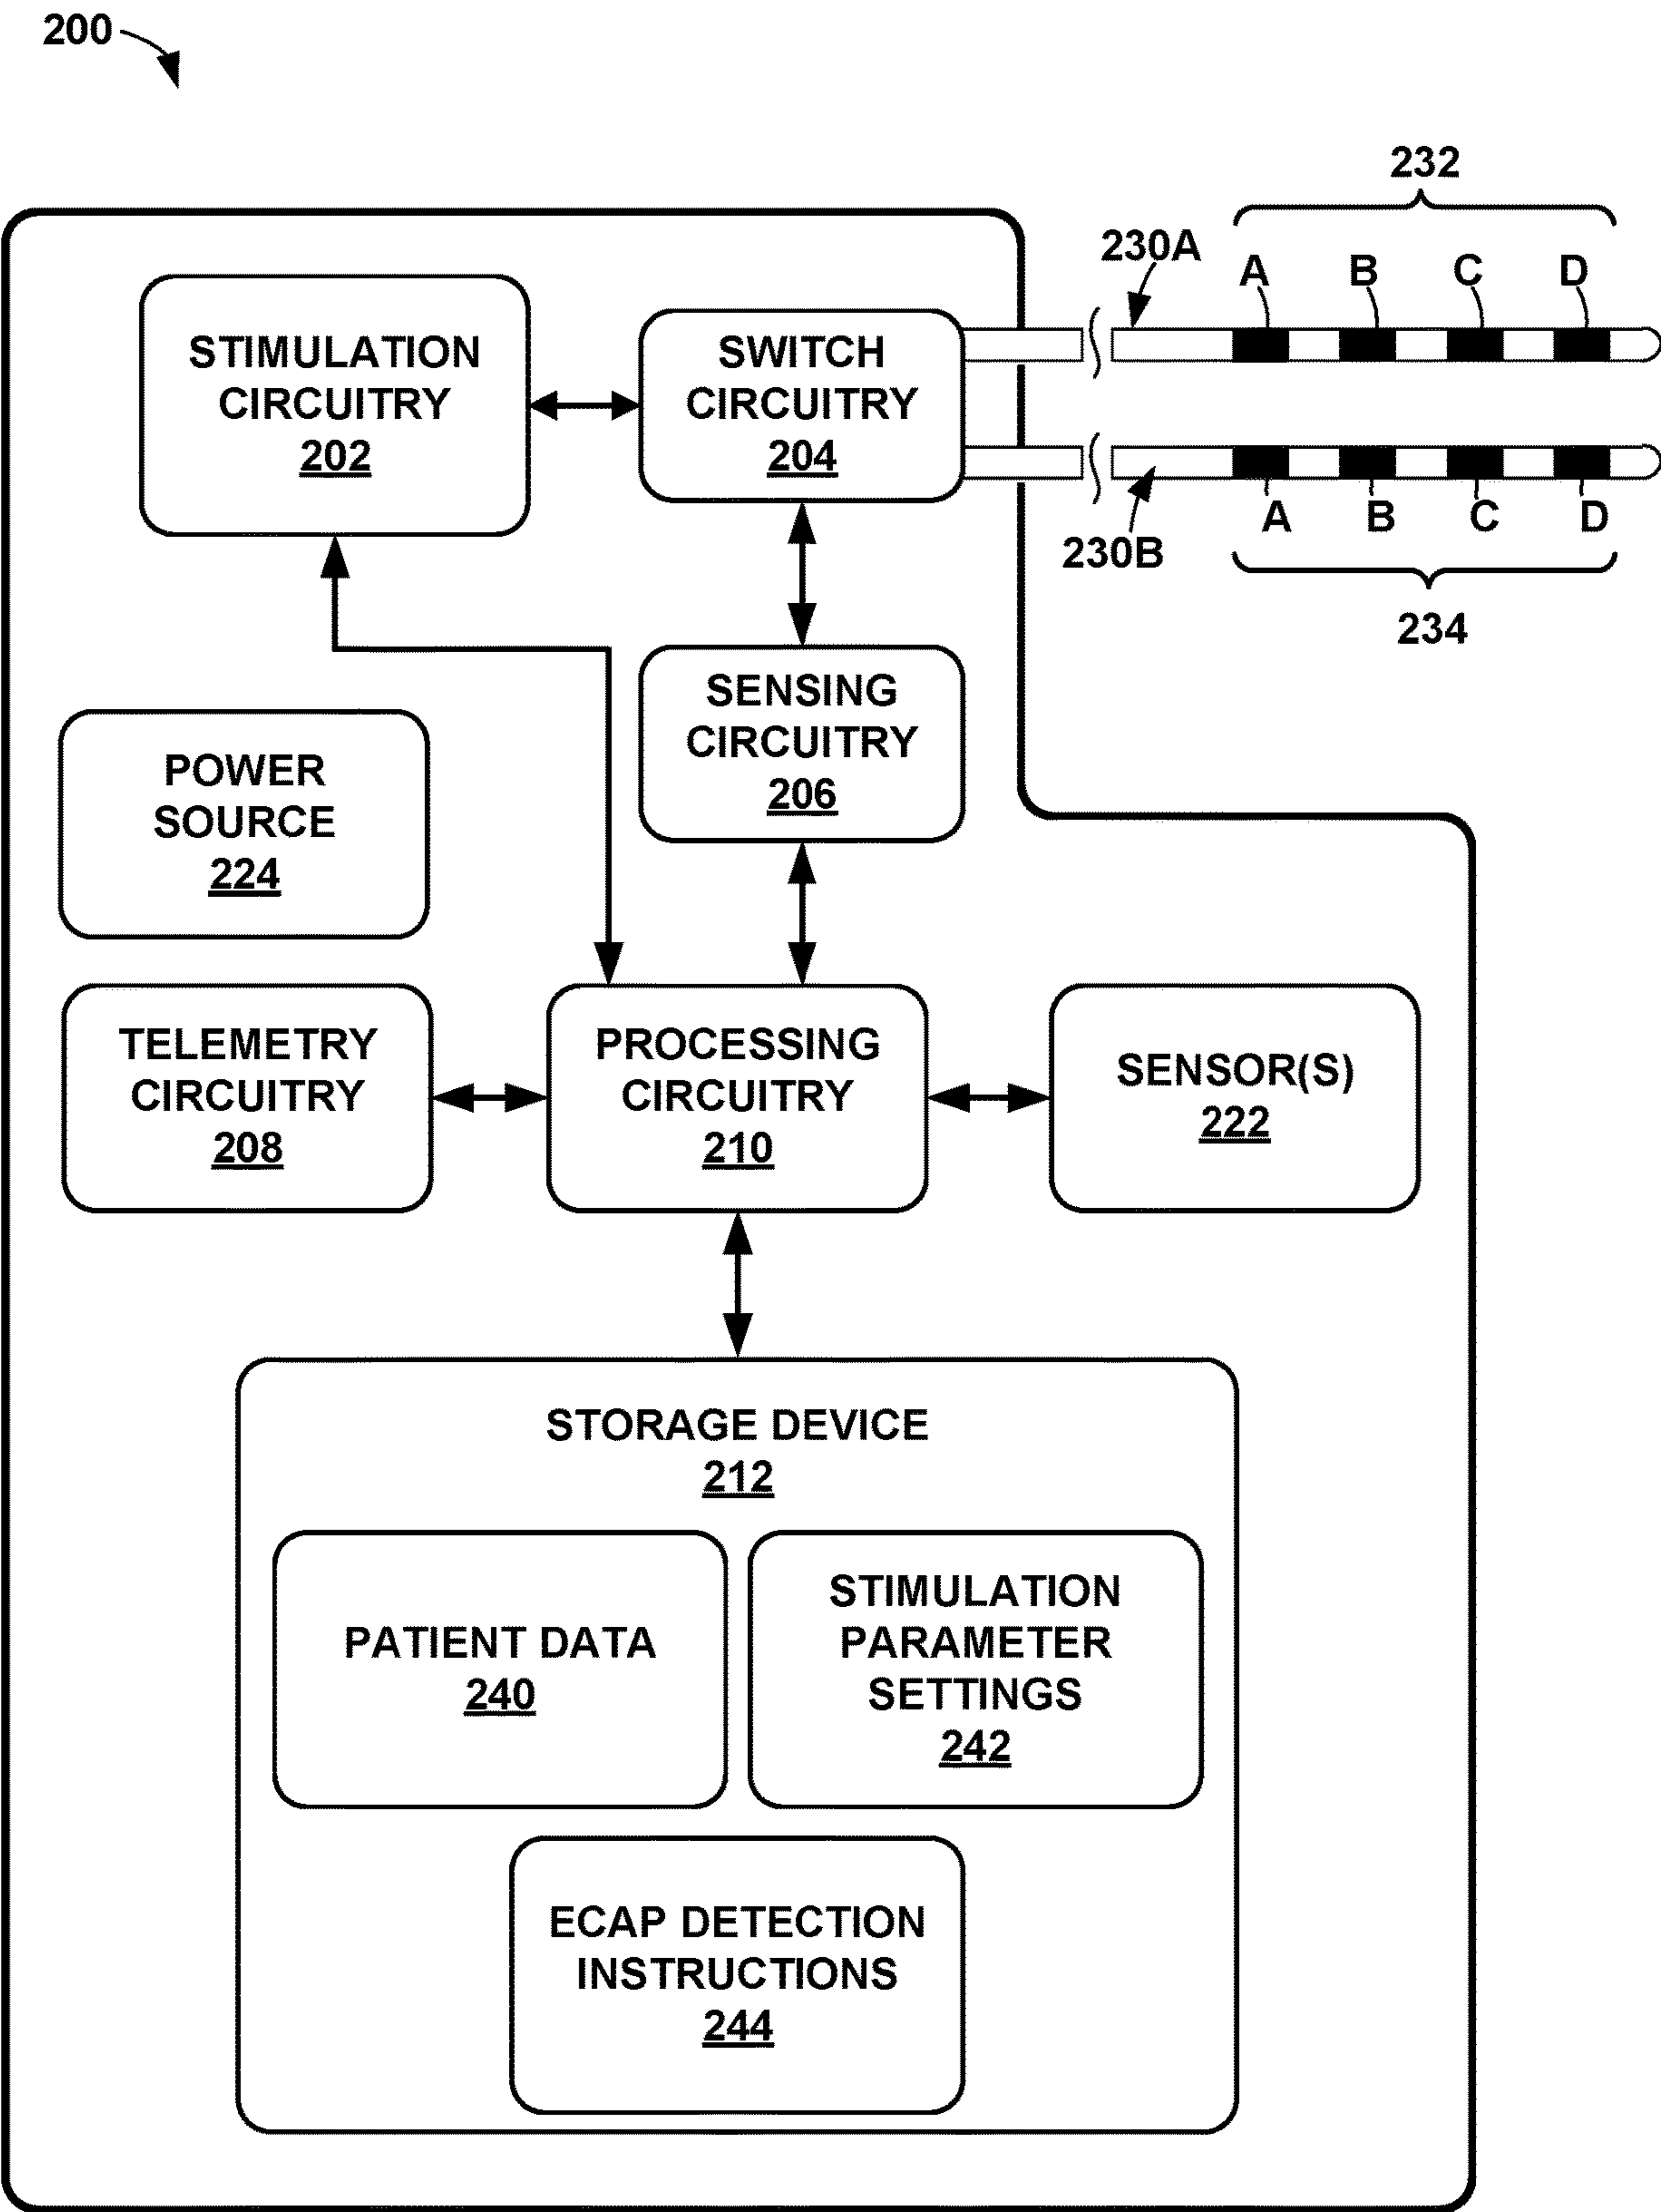 200
232
230A
A B C D
STIMULATION
CIRCUITRY
202
SWITCH
CIRCUITRY
204
A B C D
230B
234
SENSING
CIRCUITRY
206
POWER
SOURCE
224
TELEMETRY
CIRCUITRY
208
PROCESSING
CIRCUITRY
210
SENSOR(S)
222
STORAGE DEVICE
212
PATIENT DATA
240
STIMULATION
PARAMETER
SETTINGS
242
ECAP DETECTION
INSTRUCTIONS
244